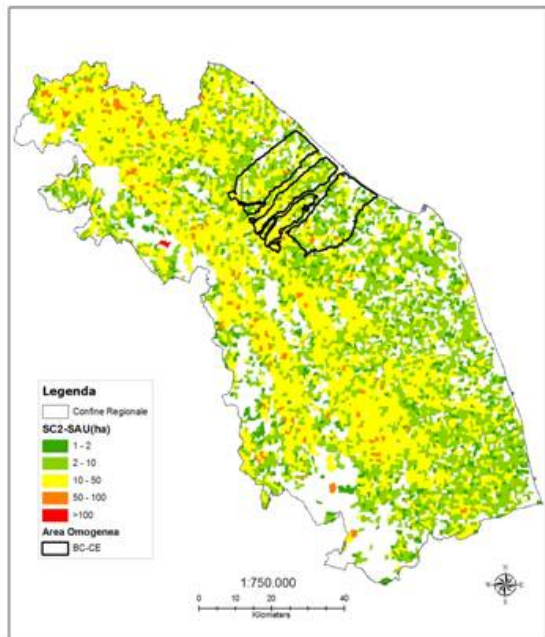 Legenda
Confine Regionale
SC2-SAU(ha)
1 - 2
2 - 10
10 - 50
50 - 100
>100
Area Omogenea
BC-CE
1:750.000
0 10 20 40
Kilometers
N
E
S